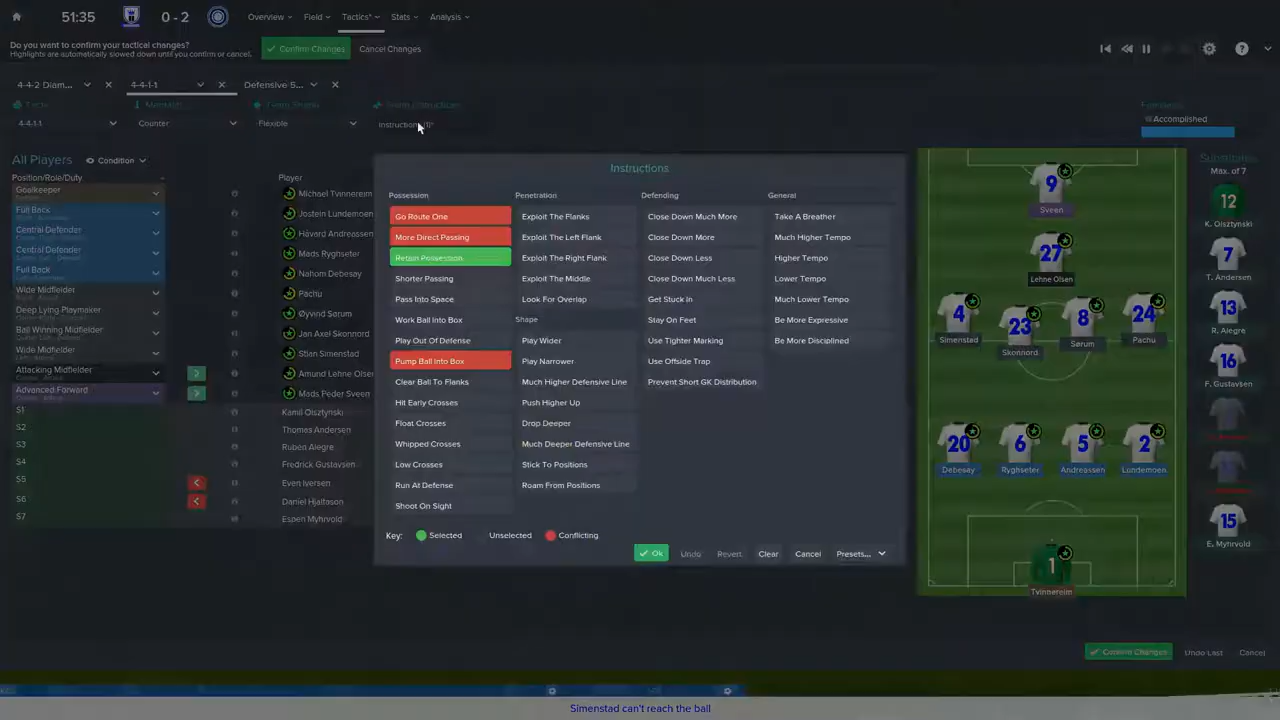 51:35
0 - 2
Overview
Field
Tactics*
Stats
Analysis
Do you want to confirm your tactical changes?
Highlights are automatically slowed down until you confirm or cancel.
Confirm Changes
Cancel Changes
4-4-2 Diam...
4-4-1-1
Defensive S...
Team Instructions
4-4-1-1
Counter
Flexible
Instructions (1)*
Accomplished
All Players
Condition
Position/Role/Duty
Player
Goalkeeper
Full Back
Central Defender
Central Defender
Full Back
Wide Midfielder
Deep Lying Playmaker
Ball Winning Midfielder
Wide Midfielder
Attacking Midfielder
Advanced Forward
S1
S2
S3
S4
S5
S6
S7
Michael Tvinnereim
Jostein Lundemoen
Håvard Andreassen
Mads Ryghseter
Nahom Debesay
Pachu
Øyvind Sørum
Jan Axel Skonnord
Stian Simenstad
Amund Lehne Olsen
Mads Peder Sveen
Kamil Olsztynski
Thomas Andersen
Ruben Alegre
Fredrick Gustavsen
Even Iversen
Daniel Hjaltason
Espen Myhrvold
Instructions
Possession
Go Route One
More Direct Passing
Retain Possession
Shorter Passing
Pass Into Space
Work Ball Into Box
Play Out Of Defense
Pump Ball Into Box
Clear Ball To Flanks
Hit Early Crosses
Float Crosses
Whipped Crosses
Low Crosses
Run At Defense
Shoot On Sight
Penetration
Exploit The Flanks
Exploit The Left Flank
Exploit The Right Flank
Exploit The Middle
Look For Overlap
Shape
Play Wider
Play Narrower
Much Higher Defensive Line
Push Higher Up
Drop Deeper
Much Deeper Defensive Line
Stick To Positions
Roam From Positions
Defending
Close Down Much More
Close Down More
Close Down Less
Close Down Much Less
Get Stuck In
Stay On Feet
Use Tighter Marking
Use Offside Trap
Prevent Short GK Distribution
General
Take A Breather
Much Higher Tempo
Higher Tempo
Lower Tempo
Much Lower Tempo
Be More Expressive
Be More Disciplined
Key:
Selected
Unselected
Conflicting
Ok
Undo
Revert
Clear
Cancel
Presets...
9
Sveen
27
Lehne Olsen
4
Simenstad
23
Skonnord
8
Sørum
24
Pachu
20
Debesay
6
Ryghseter
5
Andreassen
2
Lundemoen
1
Tvinnereim
Substitutes
Max. of 7
12
K. Olsztynski
7
T. Andersen
13
R. Alegre
16
F. Gustavsen
15
E. Myhrvold
Confirm Changes
Undo Last
Cancel
Simenstad can't reach the ball